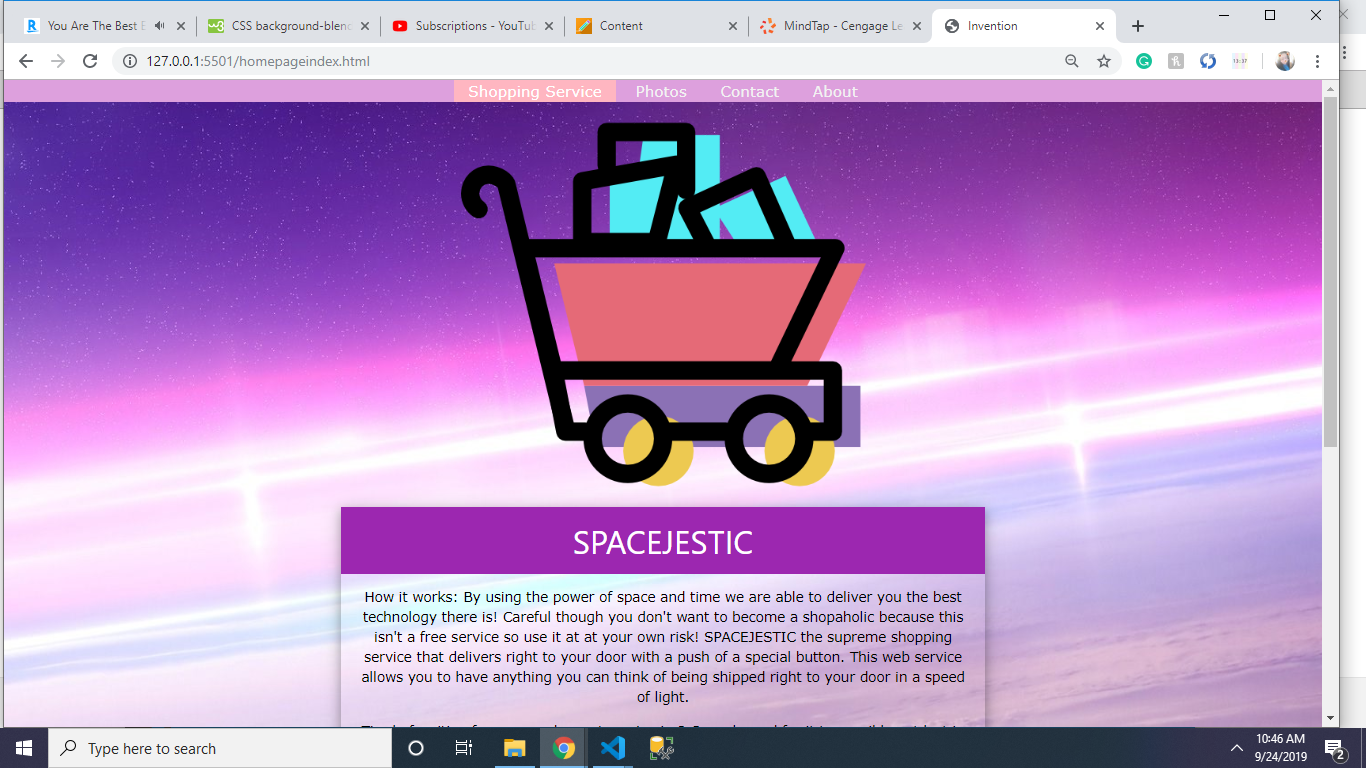 You Are The Best E
CSS background-blend
Subscriptions - YouTub
Content
MindTap - Cengage Le
Invention
127.0.0.1:5501/homepageindex.html
Shopping Service Photos Contact About
SPACEJESTIC
How it works: By using the power of space and time we are able to deliver you the best
technology there is! Careful though you don't want to become a shopaholic because this
isn't a free service so use it at at your own risk! SPACEJESTIC the supreme shopping
service that delivers right to your door with a push of a special button. This web service
allows you to have anything you can think of being shipped right to your door in a speed
of light.
Type here to search
10:46 AM
9/24/2019
2